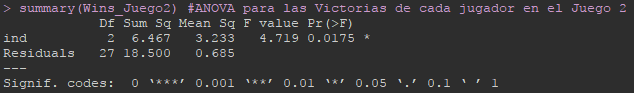 > summary(Wins_Juego2) #ANOVA para las Victorias de cada jugador en el Juego 2
            Df Sum Sq Mean Sq F value Pr(>F)
ind          2  6.467   3.233   4.719 0.0175 *
Residuals   27 18.500   0.685
---
Signif. codes:  0 ‘***’ 0.001 ‘**’ 0.01 ‘*’ 0.05 ‘.’ 0.1 ‘ ’ 1